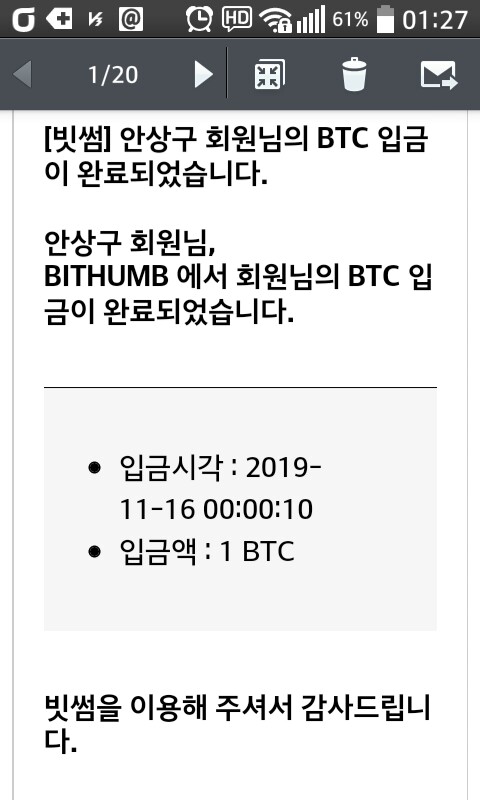 HD 61% 01:27
1/20
[빗썸] 안상구 회원님의 BTC 입금
이 완료되었습니다.
안상구 회원님,
BITHUMB 에서 회원님의 BTC 입
금이 완료되었습니다.
• 입금시각 : 2019-
11-16 00:00:10
• 입금액 : 1 BTC
빗썸을 이용해 주셔서 감사드립니
다.